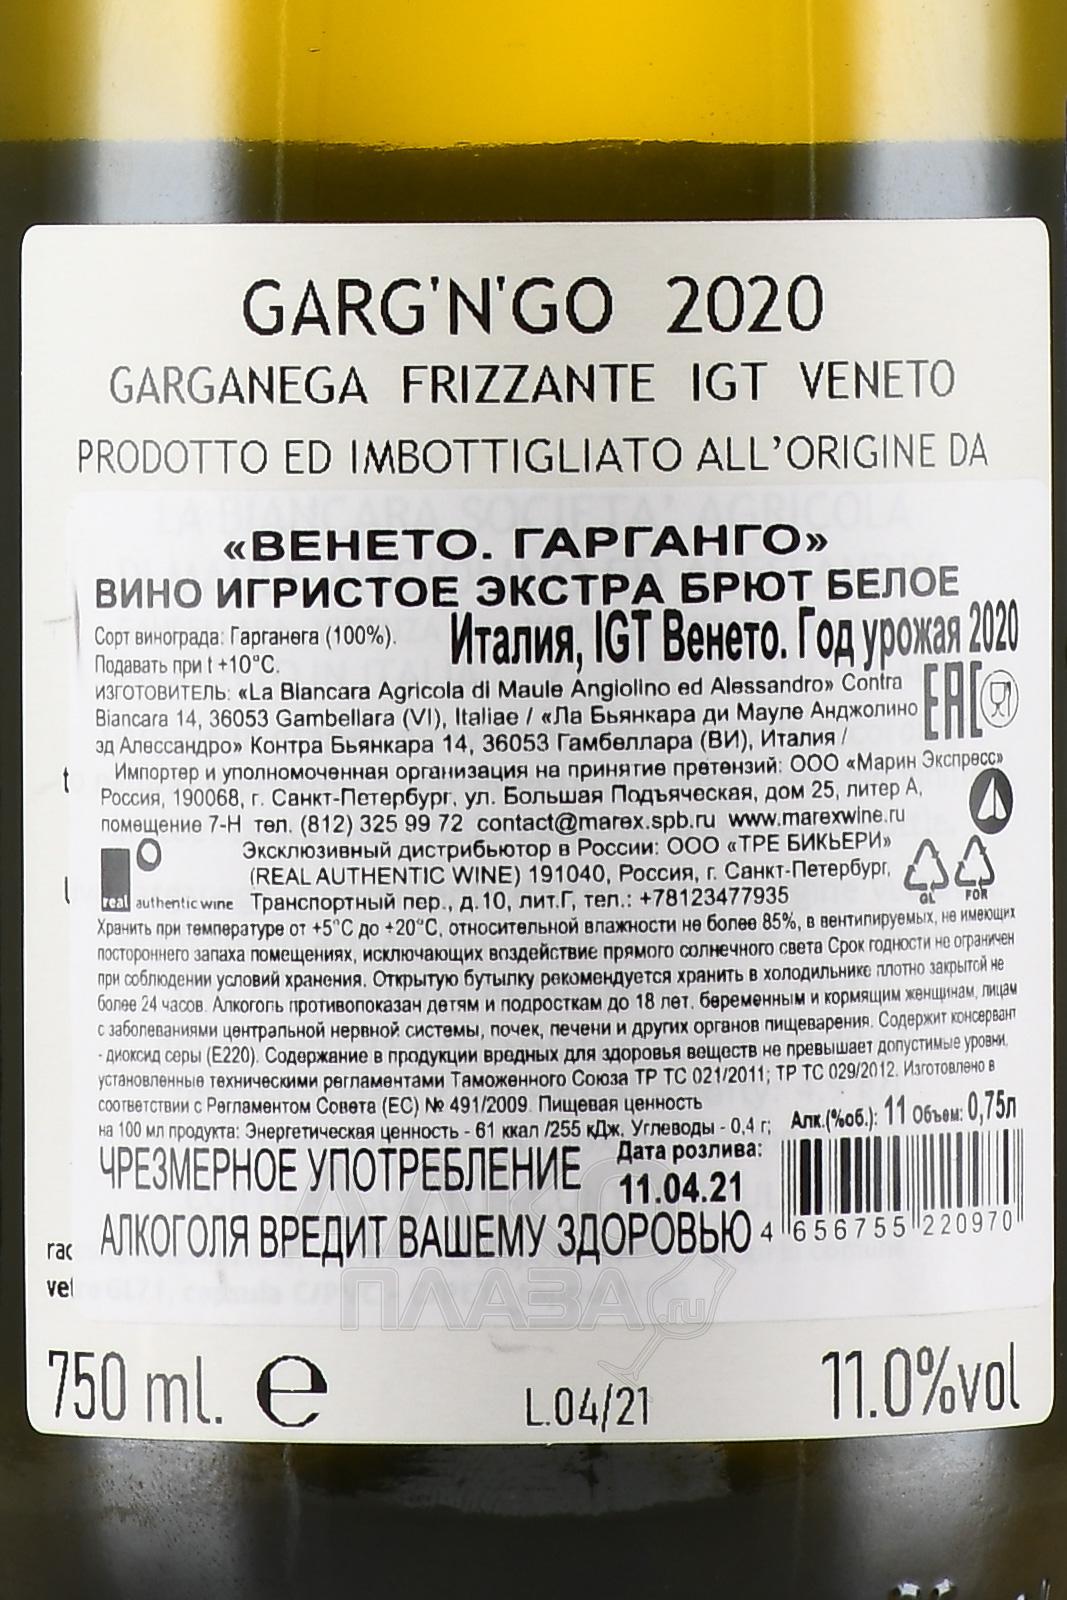 GARG'N'GO 2020
GARGANEGA FRIZZANTE IGT VENETO
PRODOTTO ED IMBOTTIGLIATO ALL'ORIGINE DA
LA BIANCARA SOCIETA' AGRICOLA
«ВЕНЕТО. ГАРГАНГО»
ВИНО ИГРИСТОЕ ЭКСТРА БРЮТ БЕЛОЕ
Сорт винограда: Гарганега (100%).
Италия, IGT Венето. Год урожая 2020
Подавать при t +10°C.
ИЗГОТОВИТЕЛЬ: «La Biancara Agricola di Maule Angiolino ed Alessandro» Contra
Biancara 14, 36053 Gambellara (VI), Italiae / «Ла Бьянкара ди Мауле Анджолино
эд Алессандро» Контра Бьянкара 14, 36053 Гамбеллара (ВИ), Италия /
EAC
Импортер и уполномоченная организация на принятие претензий: ООО «Марин Экспресс»
Россия, 190068, г. Санкт-Петербург, ул. Большая Подъяческая, дом 25, литер А,
помещение 7-Н тел. (812) 325 99 72 contact@marex.spb.ru www.marexwine.ru
Эксклюзивный дистрибьютор в России: ООО «ТРЕ БИКЬЕРИ»
(REAL AUTHENTIC WINE) 191040, Россия, г. Санкт-Петербург,
real authentic wine Транспортный пер., д.10, лит.Г, тел.: +78123477935
GL FOR
Хранить при температуре от +5°С до +20°С, относительной влажности не более 85%, в вентилируемых, не имеющих
постороннего запаха помещениях, исключающих воздействие прямого солнечного света Срок годности не ограничен
при соблюдении условий хранения. Открытую бутылку рекомендуется хранить в холодильнике плотно закрытой не
более 24 часов. Алкоголь противопоказан детям и подросткам до 18 лет, беременным и кормящим женщинам, лицам
с заболеваниями центральной нервной системы, почек, печени и других органов пищеварения. Содержит консервант
- диоксид серы (Е220). Содержание в продукции вредных для здоровья веществ не превышает допустимые уровни,
установленные техническими регламентами Таможенного Союза ТР ТС 021/2011; ТР ТС 029/2012. Изготовлено в
соответствии с Регламентом Совета (ЕС) № 491/2009. Пищевая ценность
на 100 мл продукта: Энергетическая ценность - 61 ккал /255 кДж, Углеводы - 0,4 г;
Алк.(%об.): 11 Объем: 0,75л
ЧРЕЗМЕРНОЕ УПОТРЕБЛЕНИЕ
АЛКОГОЛЯ ВРЕДИТ ВАШЕМУ ЗДОРОВЬЮ
Дата розлива:
11.04.21
4 656755 220970
rac
vet
АЛКО
ПЛАЗА.ru
750 ml. e L.04/21 11.0%vol